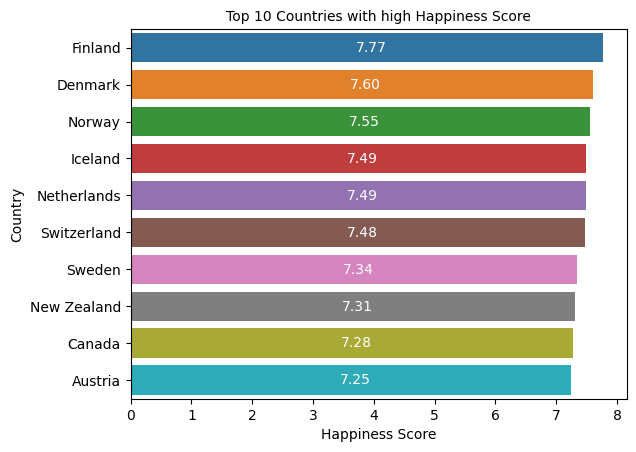 Top 10 Countries with high Happiness Score
Country
Finland 7.77
Denmark 7.60
Norway 7.55
Iceland 7.49
Netherlands 7.49
Switzerland 7.48
Sweden 7.34
New Zealand 7.31
Canada 7.28
Austria 7.25
0 1 2 3 4 5 6 7 8
Happiness Score